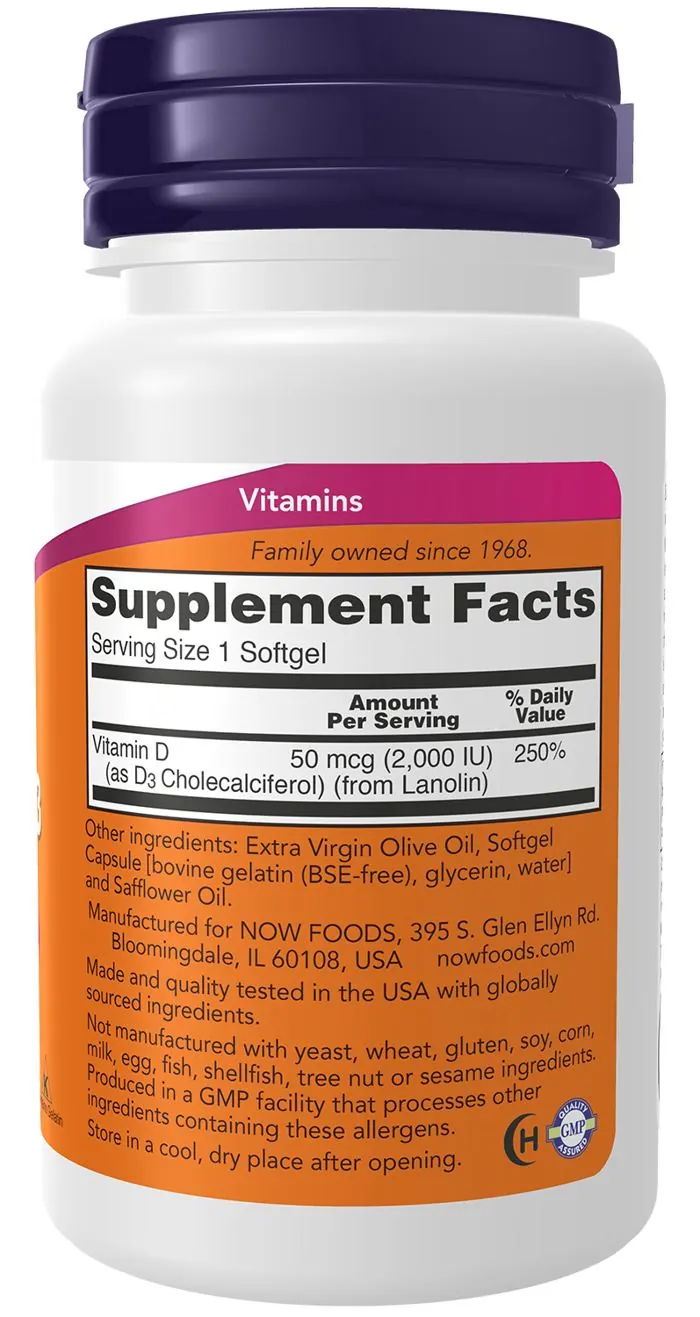 Vitamins
Family owned since 1968.
Supplement Facts
Serving Size 1 Softgel
Amount Per Serving
% Daily Value
Vitamin D 50 mcg (2,000 IU) 250%
(as D3 Cholecalciferol) (from Lanolin)
Other ingredients: Extra Virgin Olive Oil, Softgel
Capsule [bovine gelatin (BSE-free), glycerin, water]
and Safflower Oil.
Manufactured for NOW FOODS, 395 S. Glen Ellyn Rd.
Bloomingdale, IL 60108, USA nowfoods.com
Made and quality tested in the USA with globally
sourced ingredients.
Not manufactured with yeast, wheat, gluten, soy, corn,
milk, egg, fish, shellfish, tree nut or sesame ingredients.
Produced in a GMP facility that processes other
ingredients containing these allergens.
Store in a cool, dry place after opening.
H
QUALITY
GMP
ASSURED
3
K